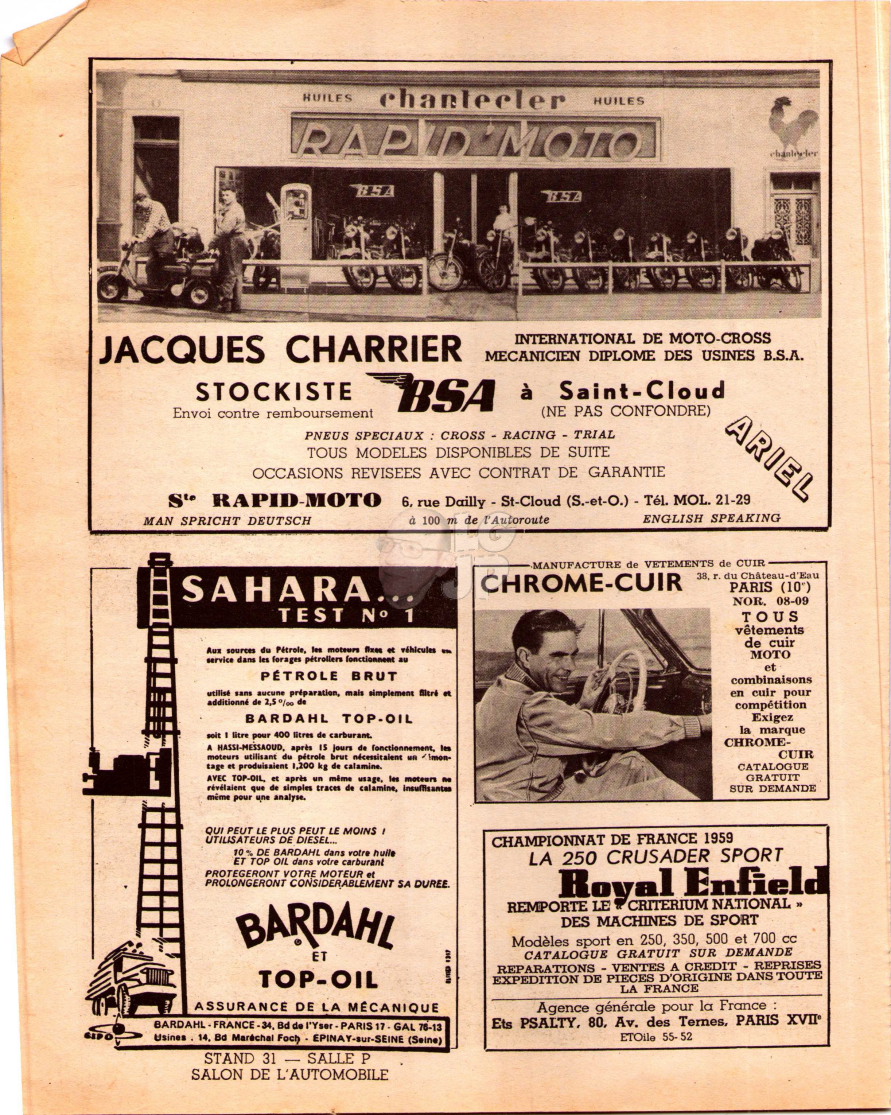 HUILES chantecler HUILES
RAPID'MOTO
chantecler
BSA
BSA
JACQUES CHARRIER
INTERNATIONAL DE MOTO-CROSS
MECANICIEN DIPLOME DES USINES B.S.A.
STOCKISTE BSA à Saint-Cloud
Envoi contre remboursement
(NE PAS CONFONDRE)
PNEUS SPECIAUX : CROSS - RACING - TRIAL
TOUS MODELES DISPONIBLES DE SUITE
OCCASIONS REVISEES AVEC CONTRAT DE GARANTIE
ARIEL
Ste RAPID-MOTO 6, rue Dailly - St-Cloud (S.-et-O.) - Tél. MOL. 21-29
MAN SPRICHT DEUTSCH à 100 m de l'Autoroute ENGLISH SPEAKING
LG
JP
SAHARA...
TEST No 1
Aux sources du Pétrole, les moteurs fixes et véhicules en
service dans les forages pétroliers fonctionnent au
PÉTROLE BRUT
utilisé sans aucune préparation, mais simplement filtré et
additionné de 2,5 °/oo de
BARDAHL TOP-OIL
soit 1 litre pour 400 litres de carburant.
A HASSI-MESSAOUD, après 15 jours de fonctionnement, les
moteurs utilisant du pétrole brut nécessitaient un démon-
tage et produisaient 1,200 kg de calamine.
AVEC TOP-OIL, et après un même usage, les moteurs ne
révélaient que de simples traces de calamine, insuffisantes
même pour une analyse.
QUI PEUT LE PLUS PEUT LE MOINS !
UTILISATEURS DE DIESEL...
10 % DE BARDAHL dans votre huile
ET TOP OIL dans votre carburant
PROTEGERONT VOTRE MOTEUR et
PROLONGERONT CONSIDERABLEMENT SA DUREE.
BARDAHL
ET
TOP-OIL
ASSURANCE DE LA MÉCANIQUE
BARDAHL - FRANCE - 34, Bd de l'Yser - PARIS 17 - GAL 76-13
Usines . 14, Bd Maréchal Foch - ÉPINAY-sur-SEINE (Seine)
STAND 31 — SALLE P
SALON DE L'AUTOMOBILE
MANUFACTURE de VETEMENTS de CUIR
CHROME-CUIR
38, r. du Château-d'Eau
PARIS (10e)
NOR. 08-09
TOUS
vêtements
de cuir
MOTO
et
combinaisons
en cuir pour
compétition
Exigez
la marque
CHROME-
CUIR
CATALOGUE
GRATUIT
SUR DEMANDE
CHAMPIONNAT DE FRANCE 1959
LA 250 CRUSADER SPORT
Royal Enfield
REMPORTE LE « CRITERIUM NATIONAL »
DES MACHINES DE SPORT
Modèles sport en 250, 350, 500 et 700 cc
CATALOGUE GRATUIT SUR DEMANDE
REPARATIONS - VENTES A CREDIT - REPRISES
EXPEDITION DE PIECES D'ORIGINE DANS TOUTE
LA FRANCE
Agence générale pour la France :
Ets PSALTY, 80, Av. des Ternes, PARIS XVIIe
ETOile 55-52